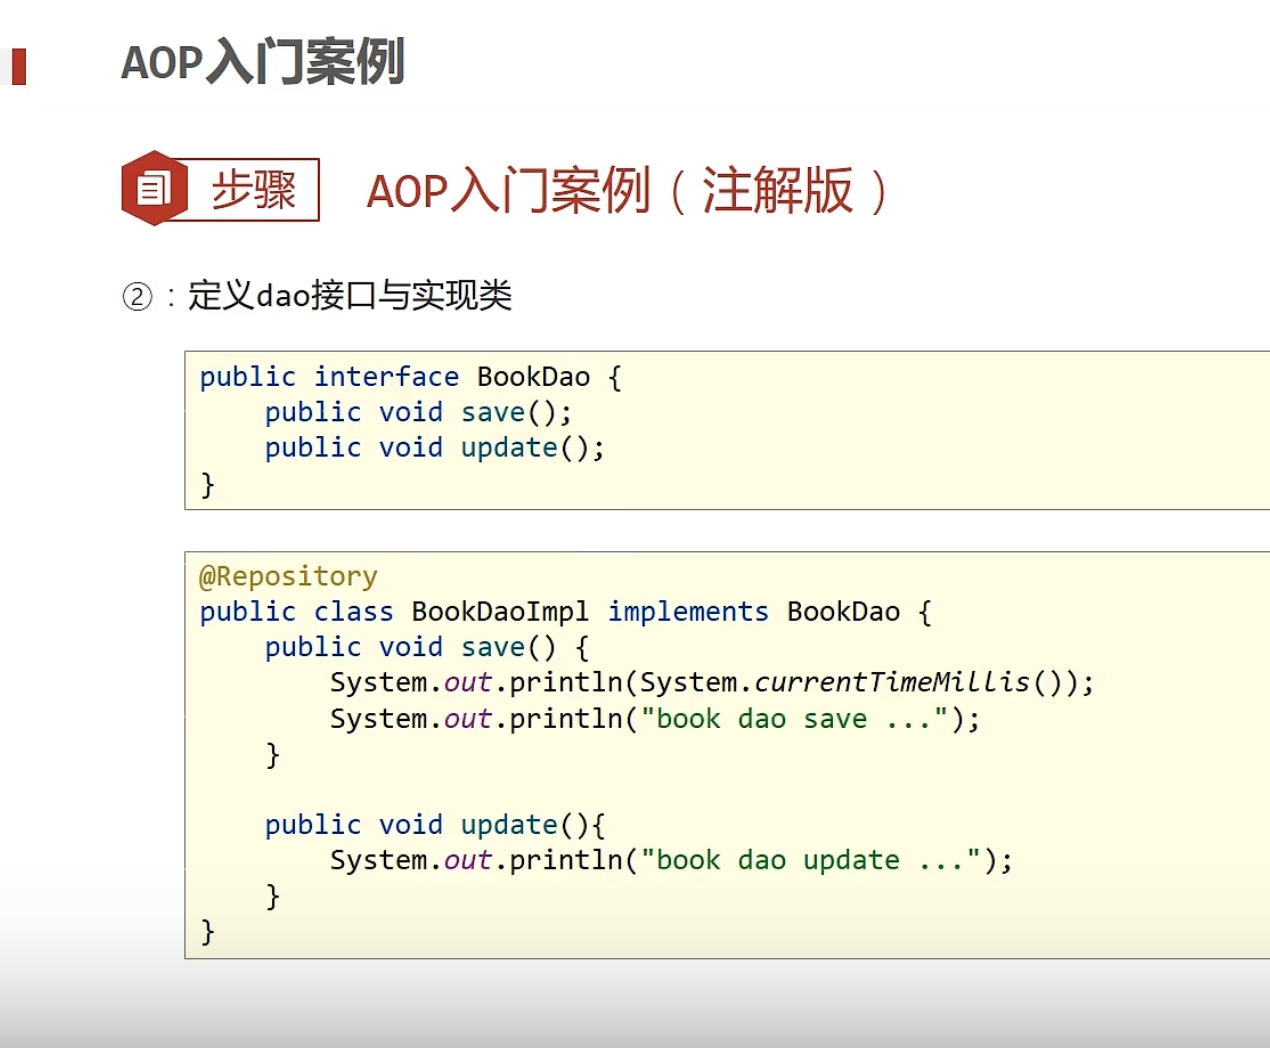 AOP入门案例
步骤
AOP入门案例（注解版）
②：定义dao接口与实现类
public interface BookDao {
    public void save();
    public void update();
}
@Repository
public class BookDaoImpl implements BookDao {
    public void save() {
        System.out.println(System.currentTimeMillis());
        System.out.println("book dao save ...");
    }
    public void update(){
        System.out.println("book dao update ...");
    }
}